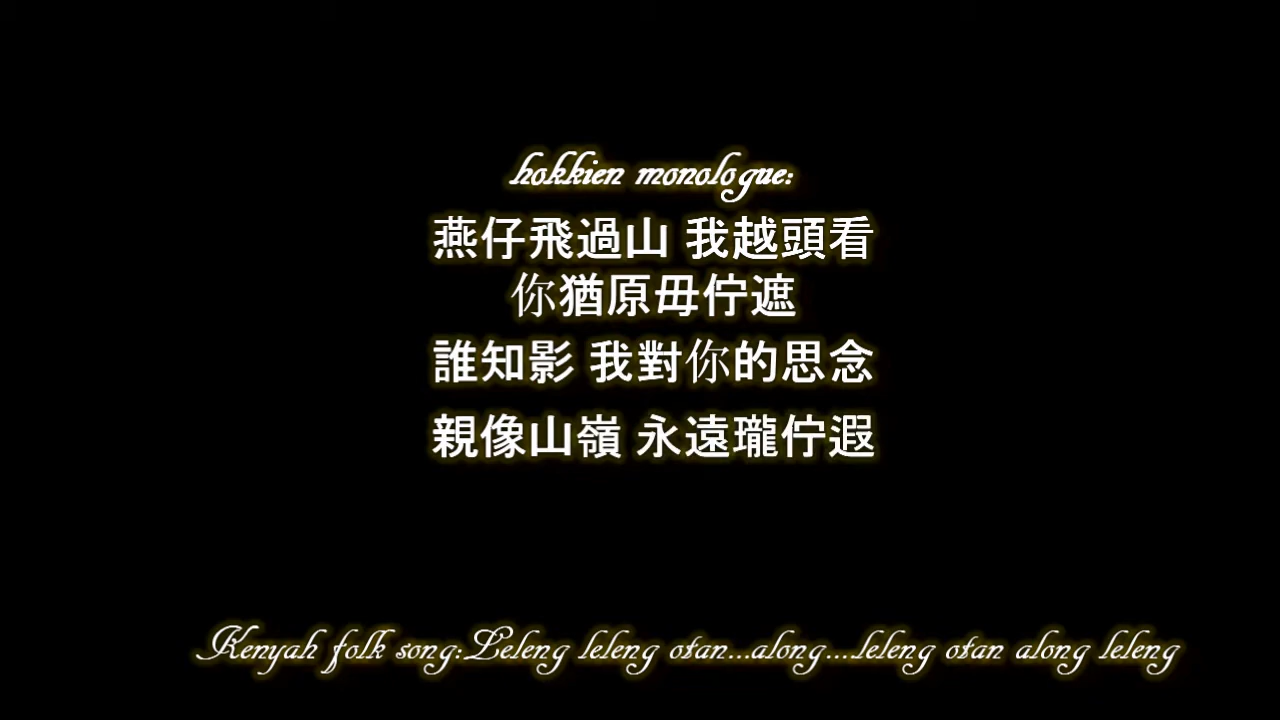 hokkien monologue:
燕仔飛過山 我越頭看
你猶原毋佇遮
誰知影 我對你的思念
親像山嶺 永遠瓏佇遐
Kenyah folk song:Leleng leleng otan...along....leleng otan along leleng